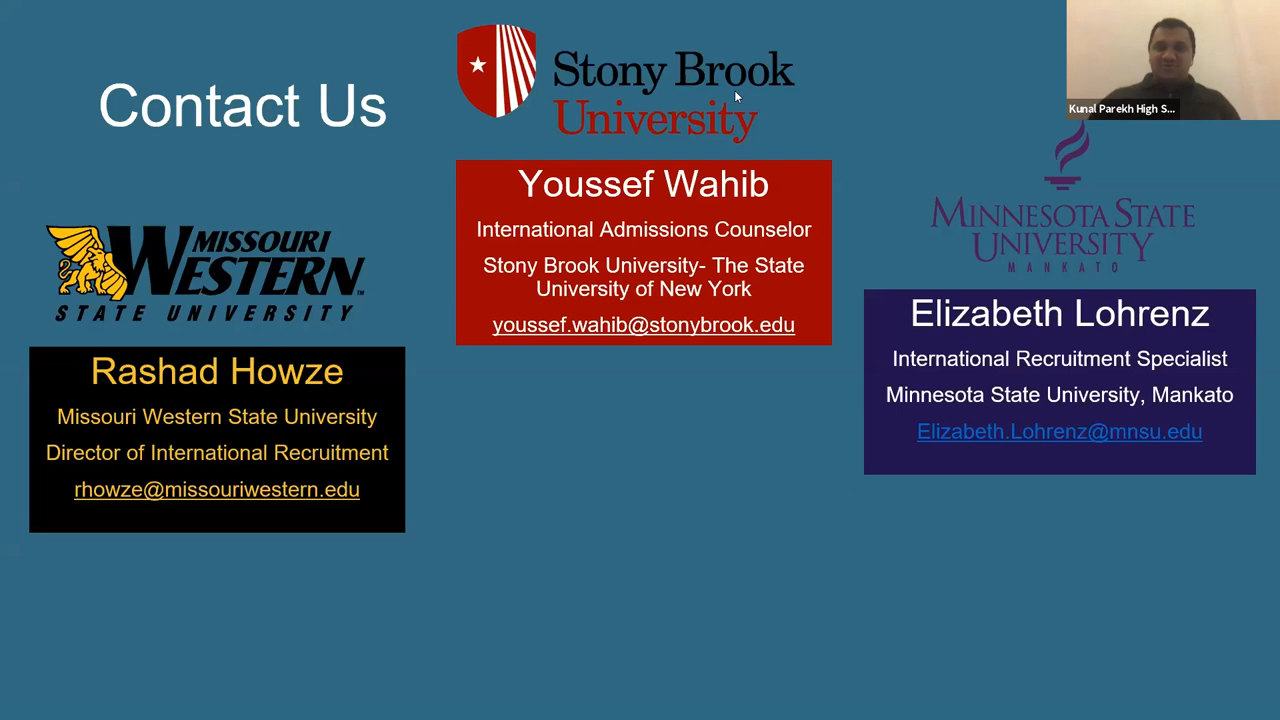 Contact Us
Stony Brook
University
Kunal Parekh High S...
Youssef Wahib
International Admissions Counselor
Stony Brook University- The State
University of New York
youssef.wahib@stonybrook.edu
MISSOURI
WESTERN™
STATE UNIVERSITY
Rashad Howze
Missouri Western State University
Director of International Recruitment
rhowze@missouriwestern.edu
MINNESOTA STATE
UNIVERSITY
MANKATO
Elizabeth Lohrenz
International Recruitment Specialist
Minnesota State University, Mankato
Elizabeth.Lohrenz@mnsu.edu